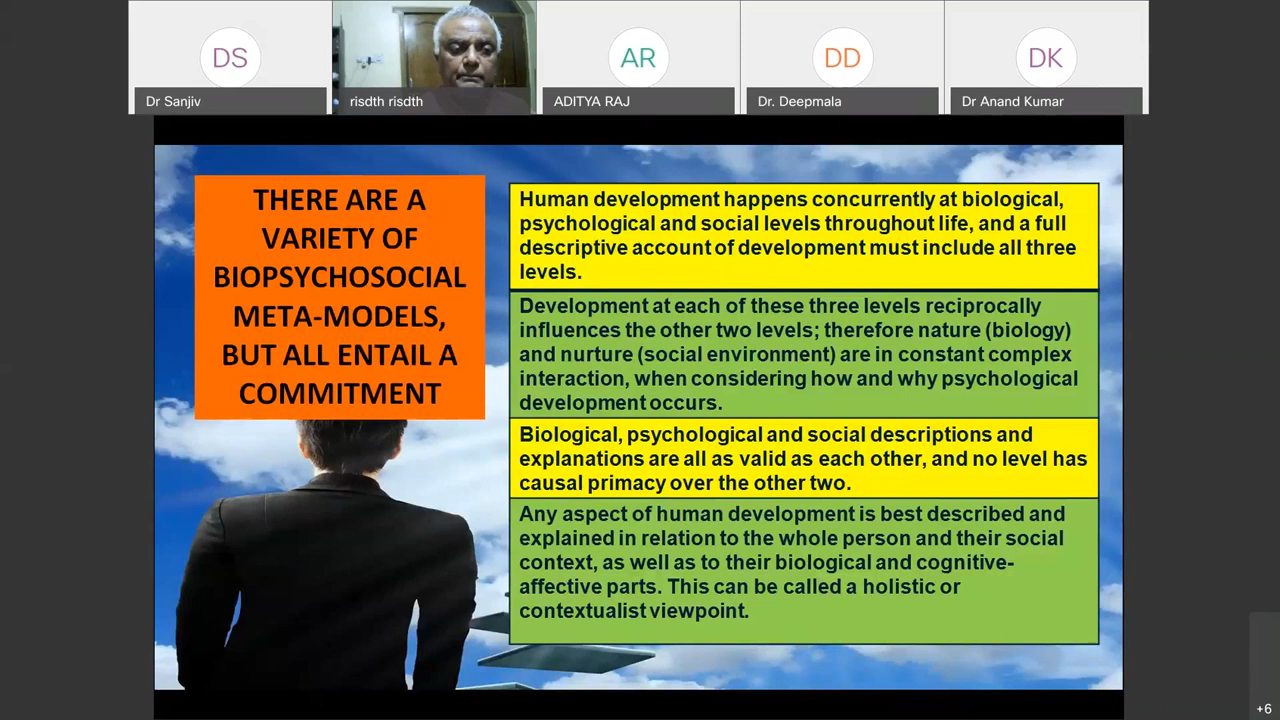 DS
AR
DD
DK
Dr Sanjiv
risdth risdth
ADITYA RAJ
Dr. Deepmala
Dr Anand Kumar
THERE ARE A
VARIETY OF
BIOPSYCHOSOCIAL
META-MODELS,
BUT ALL ENTAIL A
COMMITMENT
Human development happens concurrently at biological,
psychological and social levels throughout life, and a full
descriptive account of development must include all three
levels.
Development at each of these three levels reciprocally
influences the other two levels; therefore nature (biology)
and nurture (social environment) are in constant complex
interaction, when considering how and why psychological
development occurs.
Biological, psychological and social descriptions and
explanations are all as valid as each other, and no level has
causal primacy over the other two.
Any aspect of human development is best described and
explained in relation to the whole person and their social
context, as well as to their biological and cognitive-
affective parts. This can be called a holistic or
contextualist viewpoint.
+6